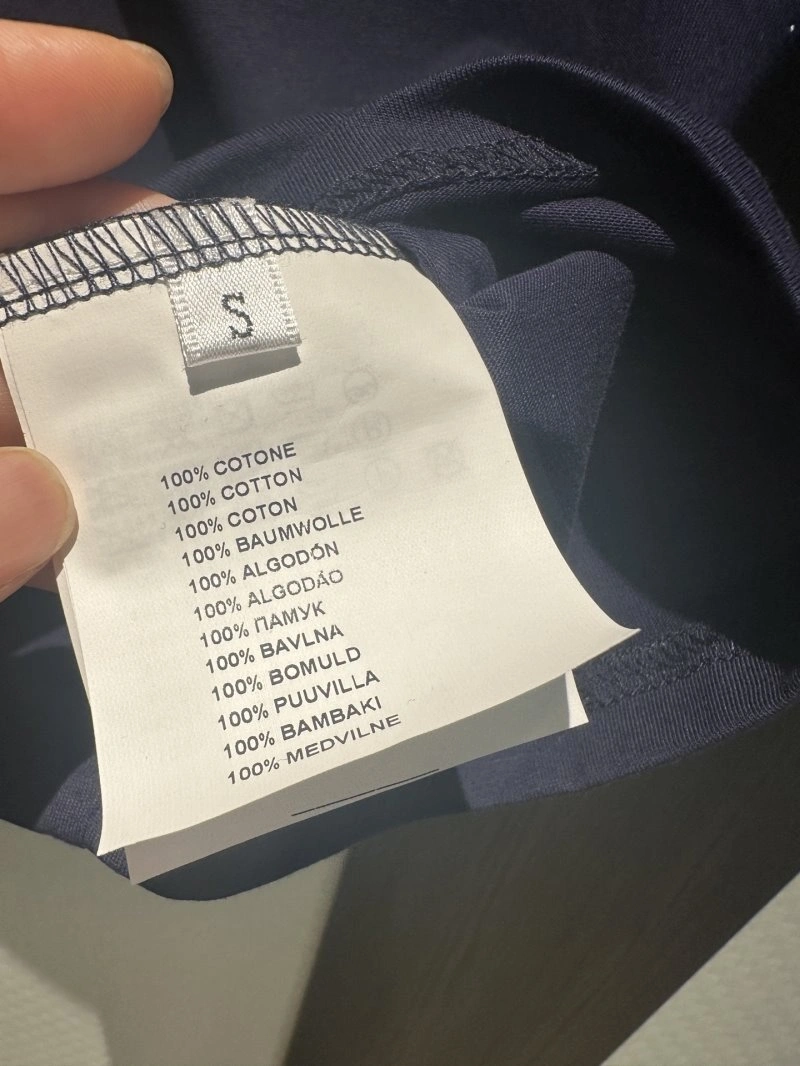 S
100% COTONE
100% COTTON
100% COTON
100% BAUMWOLLE
100% ALGODÓN
100% ALGODÃO
100% ПАМУК
100% BAVLNA
100% BOMULD
100% PUUVILLA
100% BAMBAKI
100% MEDVILNE